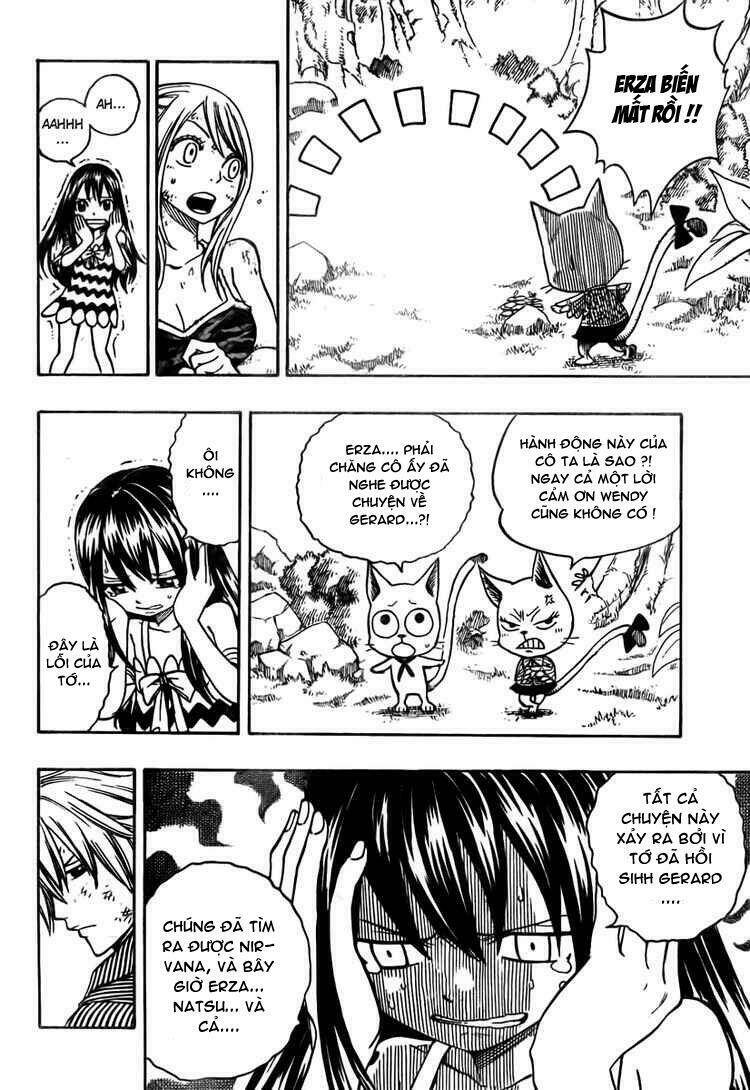 ERZA BIẾN
MẤT RỒI !!
AH...
AAHHH
...
HÀNH ĐỘNG NÀY CỦA
CÔ TA LÀ SAO ?!
NGAY CẢ MỘT LỜI
CẢM ƠN WENDY
CŨNG KHÔNG CÓ !
ERZA.... PHẢI
CHĂNG CÔ ẤY ĐÃ
NGHE ĐƯỢC
CHUYỆN VỀ
GERARD...?!
ÔI
KHÔNG
....
ĐÂY LÀ
LỖI CỦA
TỚ...
TẤT CẢ
CHUYỆN NÀY
XẢY RA BỞI VÌ
TỚ ĐÃ HỒI
SIHH GERARD
....
CHÚNG ĐÃ TÌM
RA ĐƯỢC NIR-
VANA, VÀ BÂY
GIỜ ERZA...
NATSU... VÀ
CẢ....